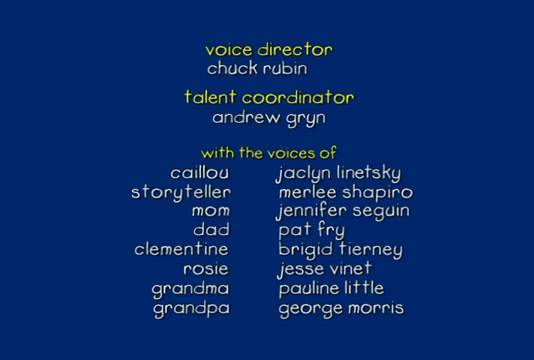 voice director
chuck rubin
talent coordinator
andrew gryn
with the voices of
caillou jaclyn linetsky
storyteller merlee shapiro
mom jennifer seguin
dad pat fry
clementine brigid tierney
rosie jesse vinet
grandma pauline little
grandpa george morris